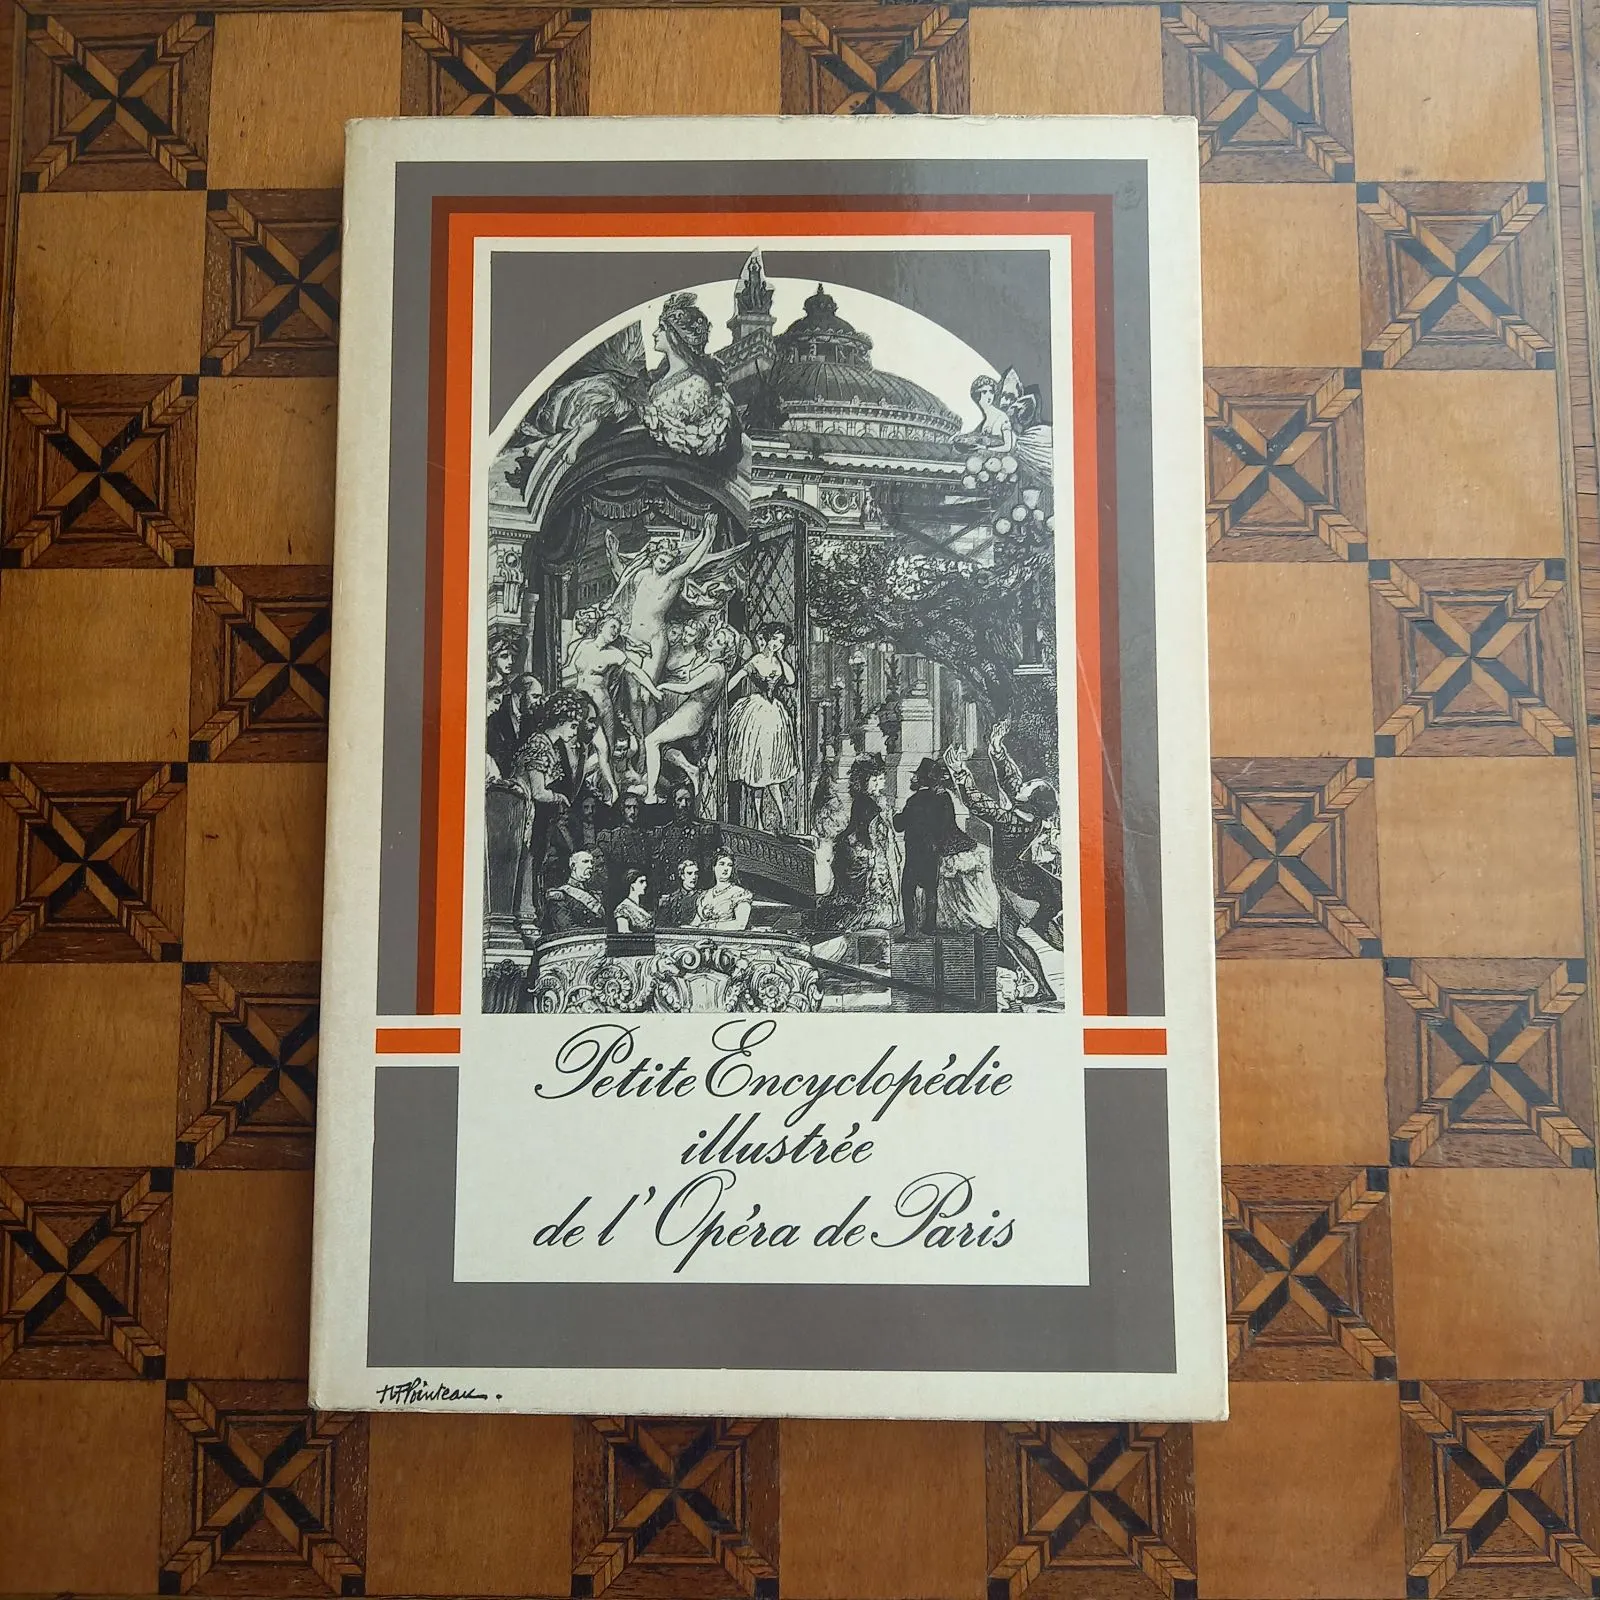 Petite Encyclopédie
illustrée
de l'Opéra de Paris